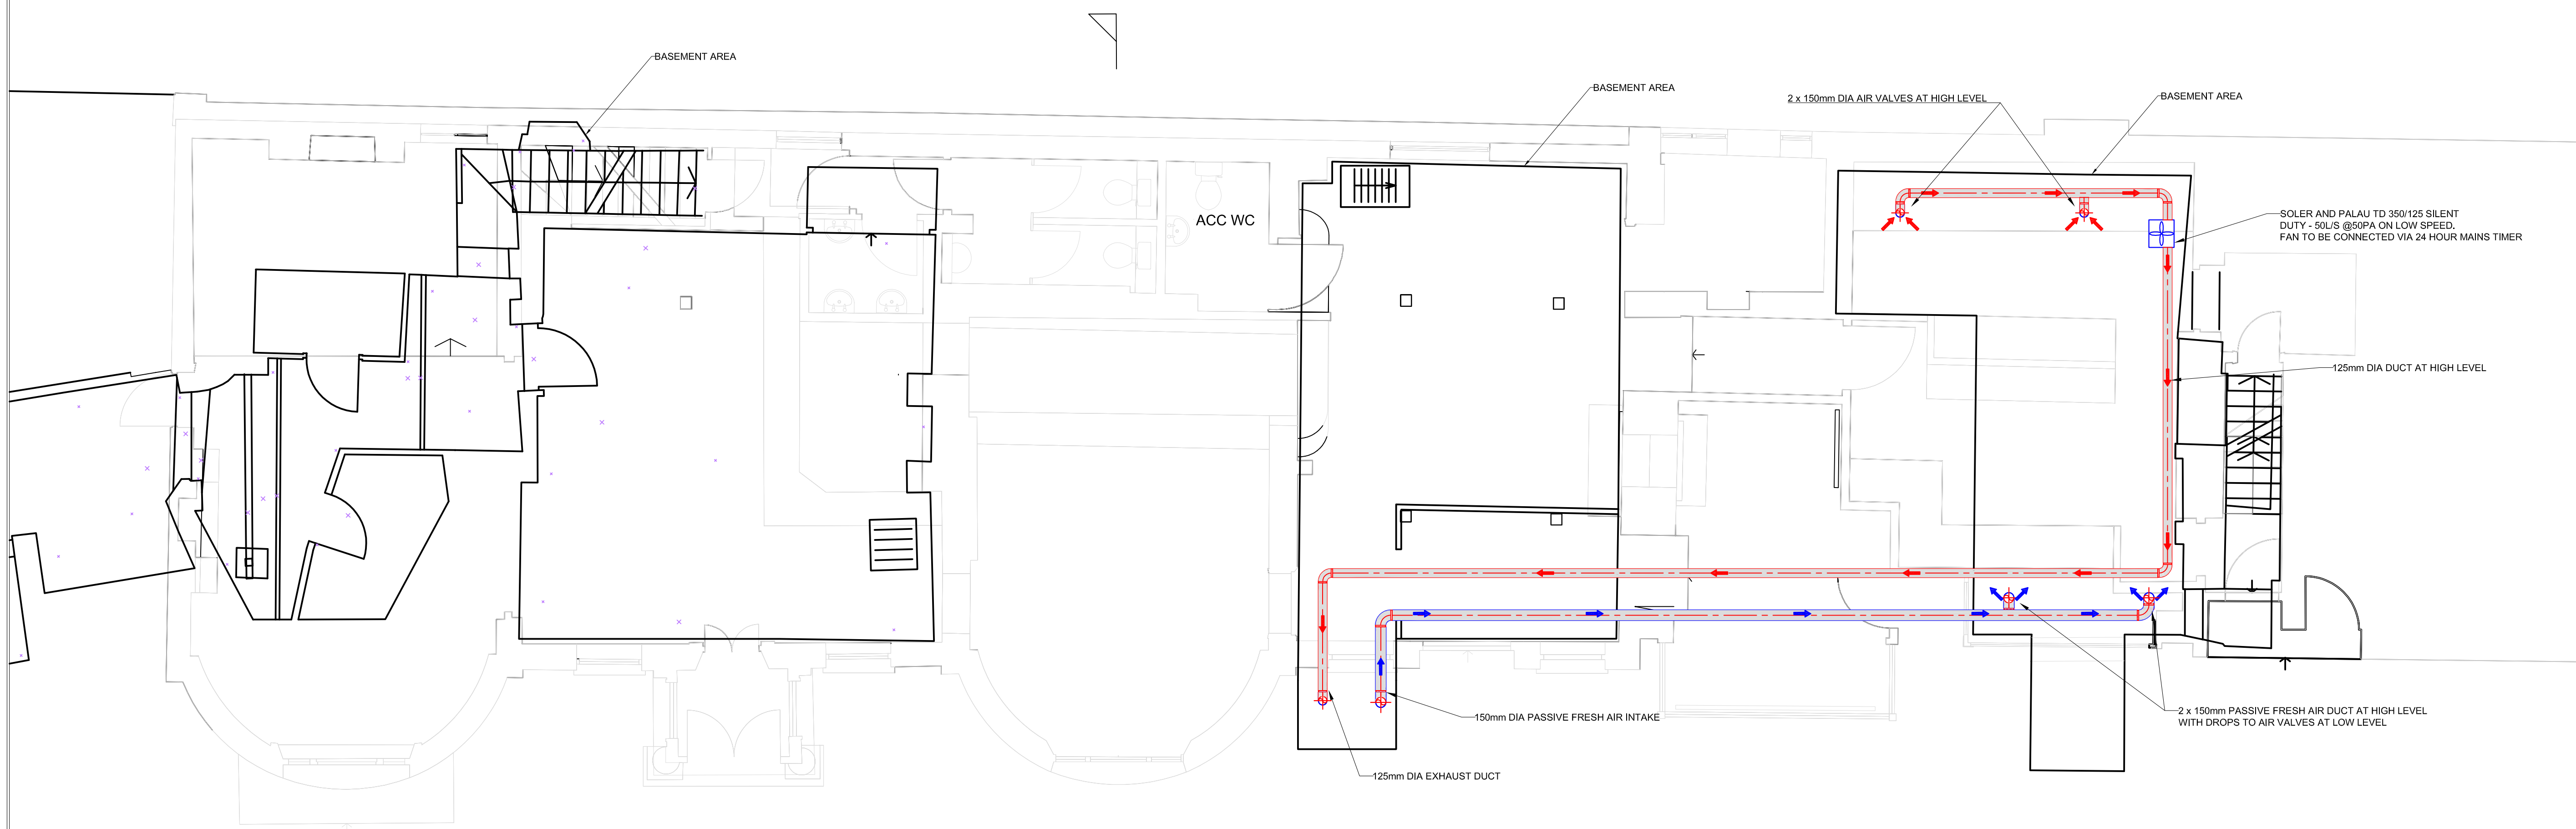 BASEMENT AREA
BASEMENT AREA
2 x 150mm DIA AIR VALVES AT HIGH LEVEL
BASEMENT AREA
ACC WC
SOLER AND PALAU TD 350/125 SILENT
DUTY - 50L/S @50PA ON LOW SPEED.
FAN TO BE CONNECTED VIA 24 HOUR MAINS TIMER
125mm DIA DUCT AT HIGH LEVEL
150mm DIA PASSIVE FRESH AIR INTAKE
2 x 150mm PASSIVE FRESH AIR DUCT AT HIGH LEVEL
WITH DROPS TO AIR VALVES AT LOW LEVEL
125mm DIA EXHAUST DUCT